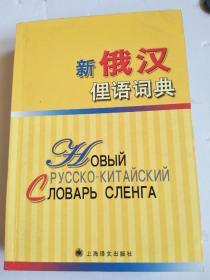 新俄汉
俚语词典
Новый
РУССКО-КИТАЙСКИЙ
СЛОВАРЬ СЛЕНГА
上海译文出版社